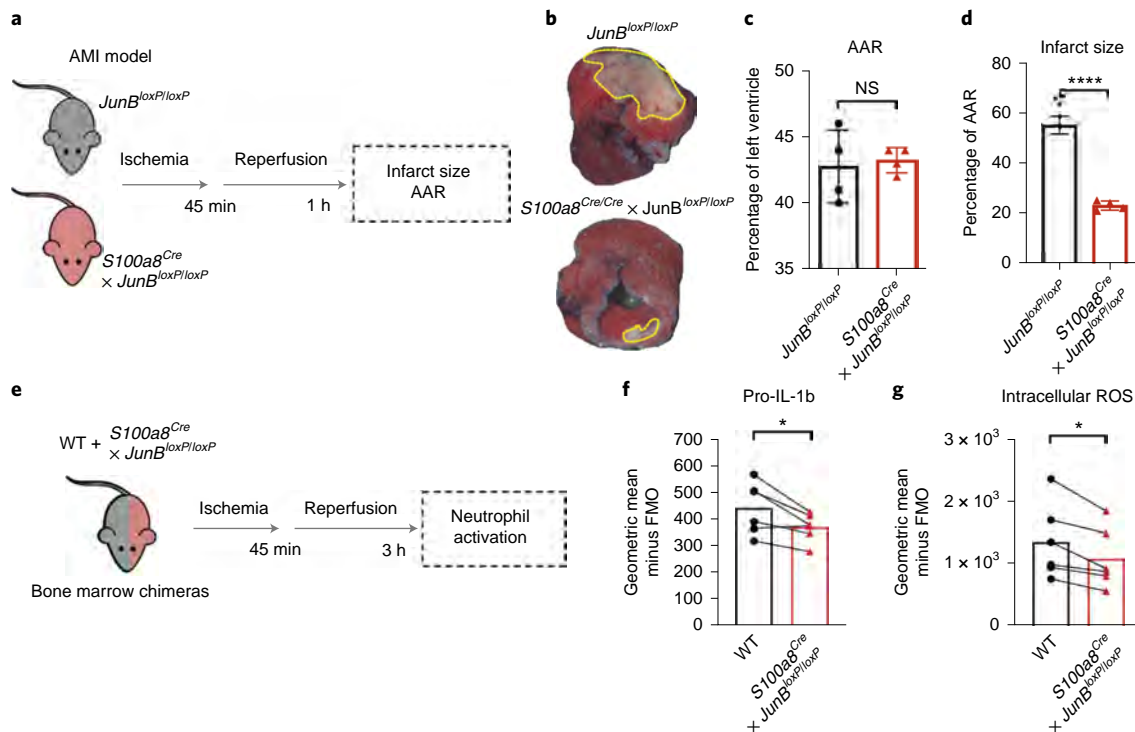 a
AMI model
JunB^loxP/loxP
S100a8^Cre
× JunB^loxP/loxP
Ischemia
45 min
Reperfusion
1 h
Infarct size
AAR
b
JunB^loxP/loxP
S100a8^Cre/Cre × JunB^loxP/loxP
c
AAR
NS
Percentage of left ventricle
50
45
40
35
JunB^loxP/loxP
S100a8^Cre
× JunB^loxP/loxP
d
Infarct size
****
Percentage of AAR
80
60
40
20
0
JunB^loxP/loxP
S100a8^Cre
× JunB^loxP/loxP
e
WT + S100a8^Cre
× JunB^loxP/loxP
Bone marrow chimeras
Ischemia
45 min
Reperfusion
3 h
Neutrophil
activation
f
Pro-IL-1b
*
Geometric mean
minus FMO
700
600
500
400
300
200
100
0
WT
S100a8^Cre
× JunB^loxP/loxP
g
Intracellular ROS
*
Geometric mean
minus FMO
3 × 10³
2 × 10³
1 × 10³
0
WT
S100a8^Cre
× JunB^loxP/loxP